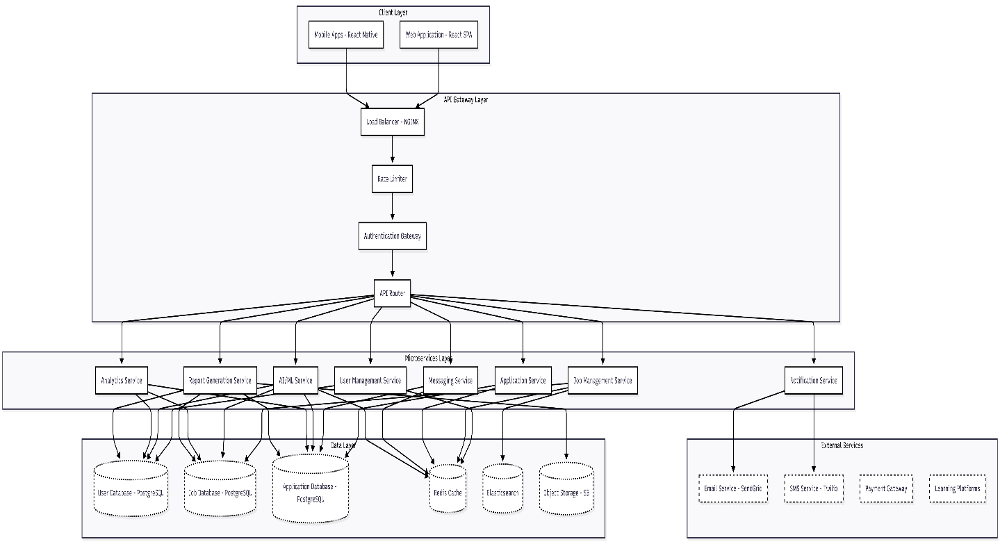 Client Layer
Mobile Apps - React Native
Web Application - React SPA
API Gateway Layer
Load Balancer - NGINX
Rate Limiter
Authentication Gateway
API Router
Microservices Layer
Analytics Service
Report Generation Service
AI/ML Service
User Management Service
Messaging Service
Application Service
Job Management Service
Notification Service
Data Layer
External Services
User Database - PostgreSQL
Job Database - PostgreSQL
Application Database -
PostgreSQL
Redis Cache
Elasticsearch
Object Storage - S3
Email Service - SendGrid
SMS Service - Twilio
Payment Gateway
Learning Platforms